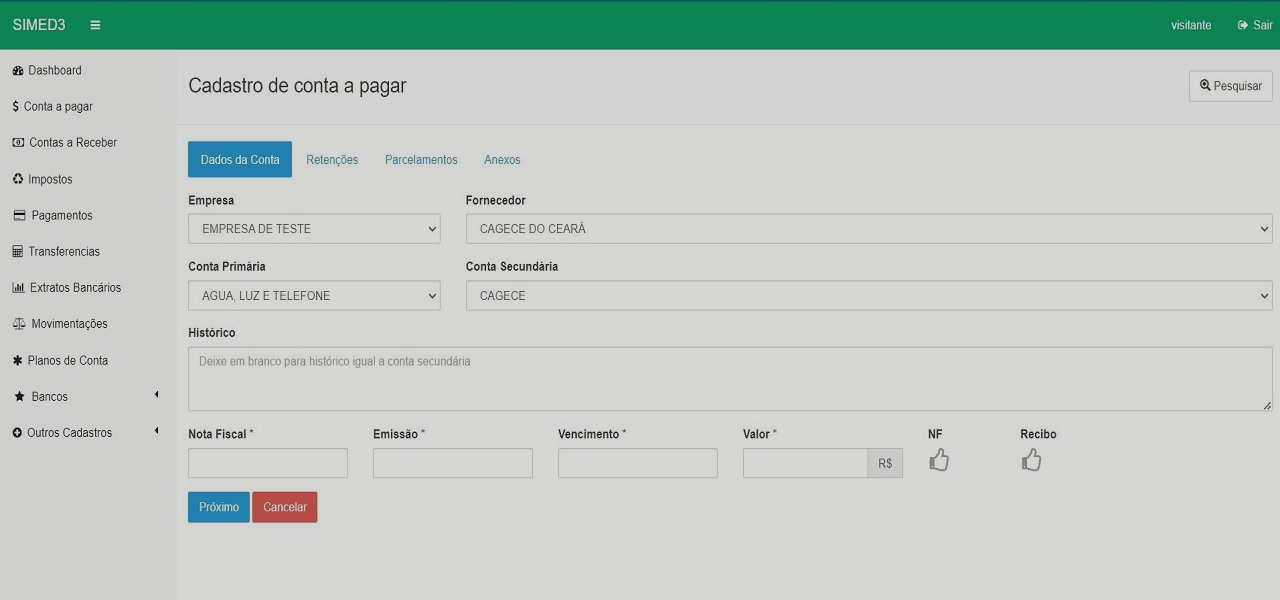 SIMED3
visitante
Sair
Dashboard
Conta a pagar
Contas a Receber
Impostos
Pagamentos
Transferencias
Extratos Bancários
Movimentações
Planos de Conta
Bancos
Outros Cadastros
Cadastro de conta a pagar
Pesquisar
Dados da Conta Retenções Parcelamentos Anexos
Empresa Fornecedor
EMPRESA DE TESTE CAGECE DO CEARÁ
Conta Primária Conta Secundária
AGUA, LUZ E TELEFONE CAGECE
Histórico
Deixe em branco para histórico igual a conta secundária
Nota Fiscal * Emissão * Vencimento * Valor * NF Recibo
R$
Próximo Cancelar